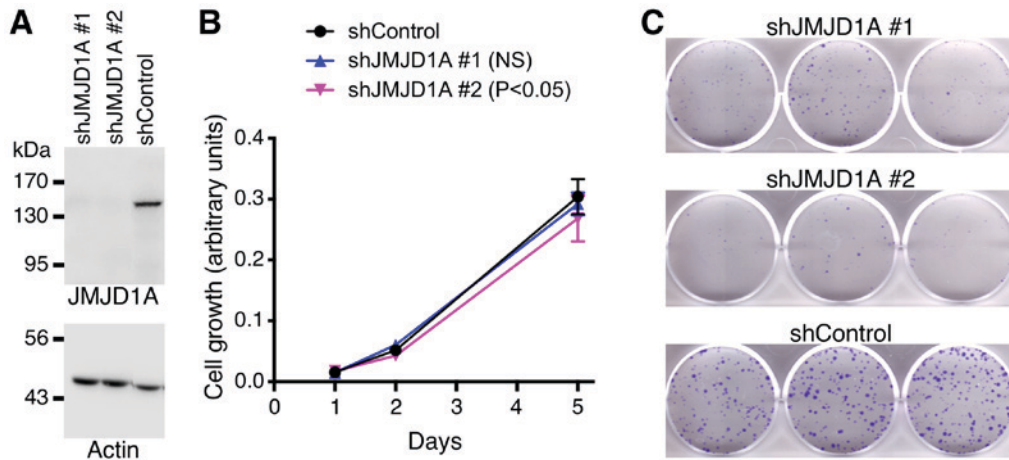 A
shJMJD1A #1
shJMJD1A #2
shControl
kDa
170
130
95
JMJD1A
56
43
Actin
B
shControl
shJMJD1A #1 (NS)
shJMJD1A #2 (P<0.05)
Cell growth (arbitrary units)
0.4
0.3
0.2
0.1
0.0
0 1 2 3 4 5
Days
C
shJMJD1A #1
shJMJD1A #2
shControl